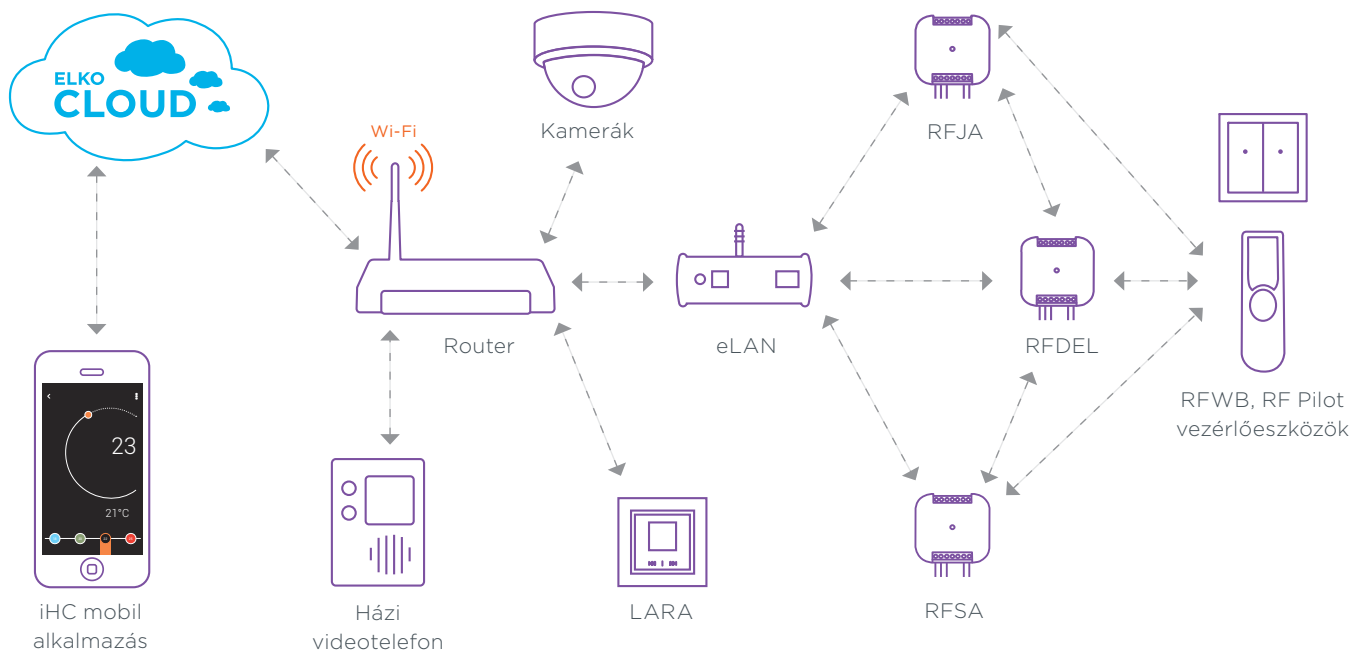 ELKO
CLOUD
Wi-Fi
Kamerák
RFJA
Router
eLAN
RFDEL
RFWB, RF Pilot
vezérlőeszközök
23
21°C
iHC mobil
alkalmazás
Házi
videotelefon
LARA
RFSA